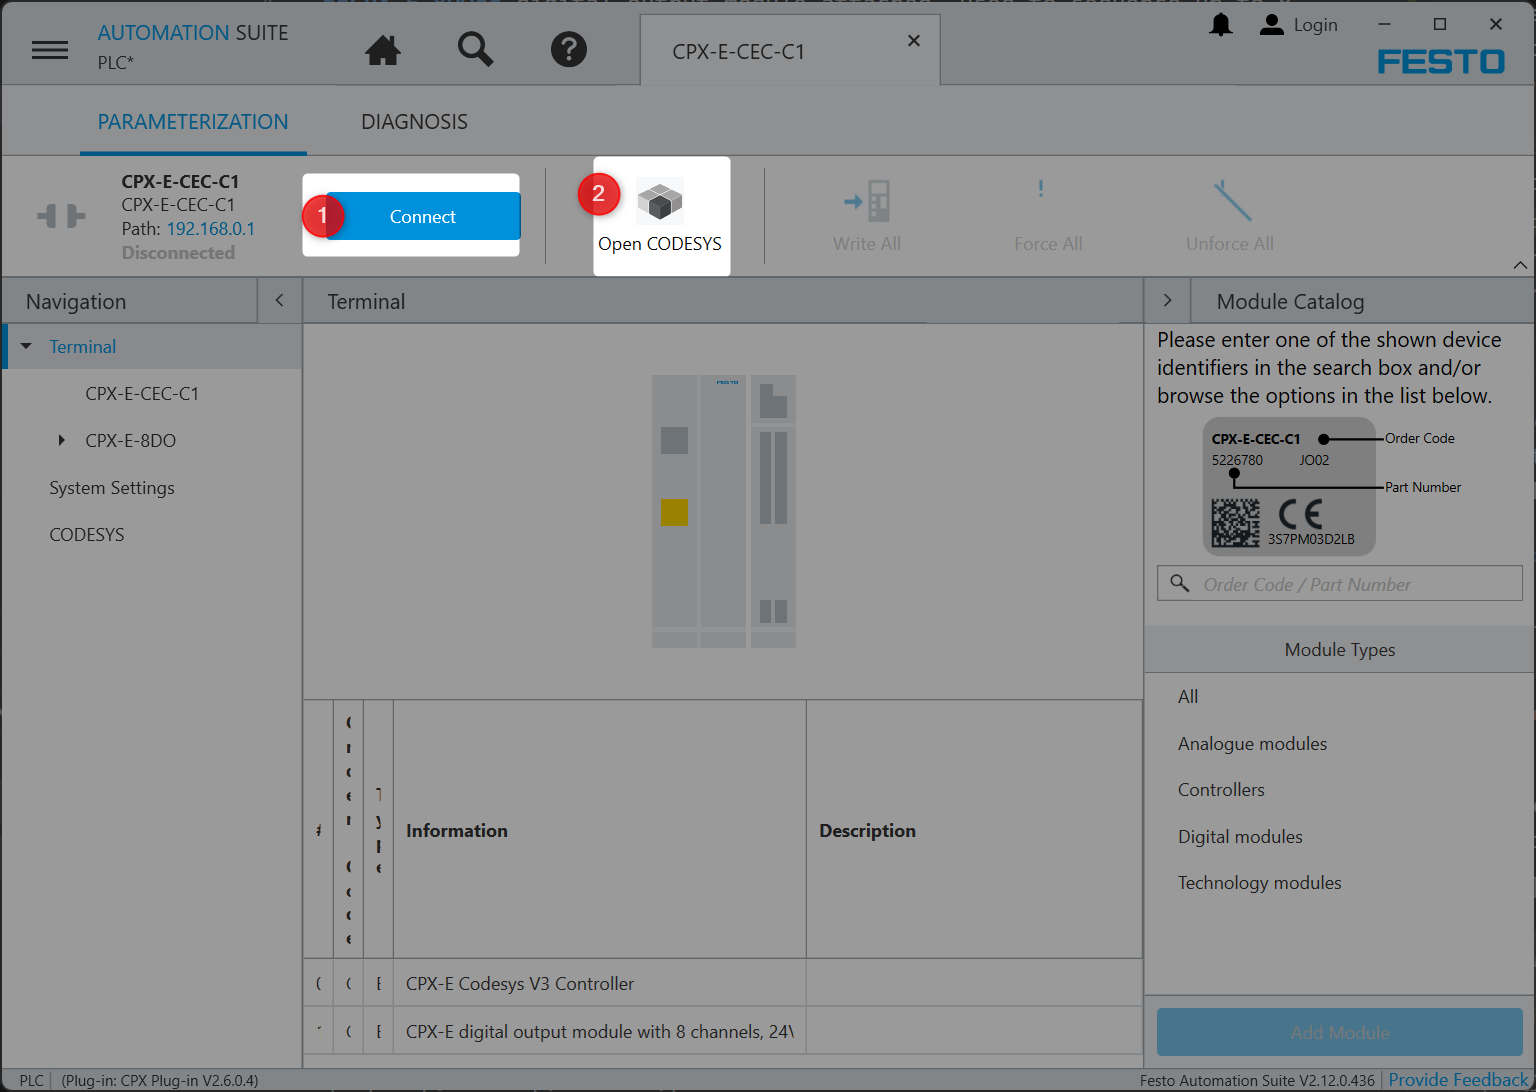 AUTOMATION SUITE
PLC*
CPX-E-CEC-C1
Login
FESTO
PARAMETERIZATION
DIAGNOSIS
CPX-E-CEC-C1
CPX-E-CEC-C1
Path: 192.168.0.1
Disconnected
1
Connect
2
Open CODESYS
Write All
Force All
Unforce All
Navigation
Terminal
Module Catalog
Terminal
CPX-E-CEC-C1
CPX-E-8DO
System Settings
CODESYS
FESTO
Please enter one of the shown device
identifiers in the search box and/or
browse the options in the list below.
CPX-E-CEC-C1
Order Code
5226780 JO02
Part Number
CE
3S7PM03D2LB
Order Code / Part Number
Module Types
All
Analogue modules
Controllers
Digital modules
Technology modules
Information
Description
CPX-E Codesys V3 Controller
CPX-E digital output module with 8 channels, 24V
Add Module
PLC
(Plug-in: CPX Plug-in V2.6.0.4)
Festo Automation Suite V2.12.0.436
Provide Feedback